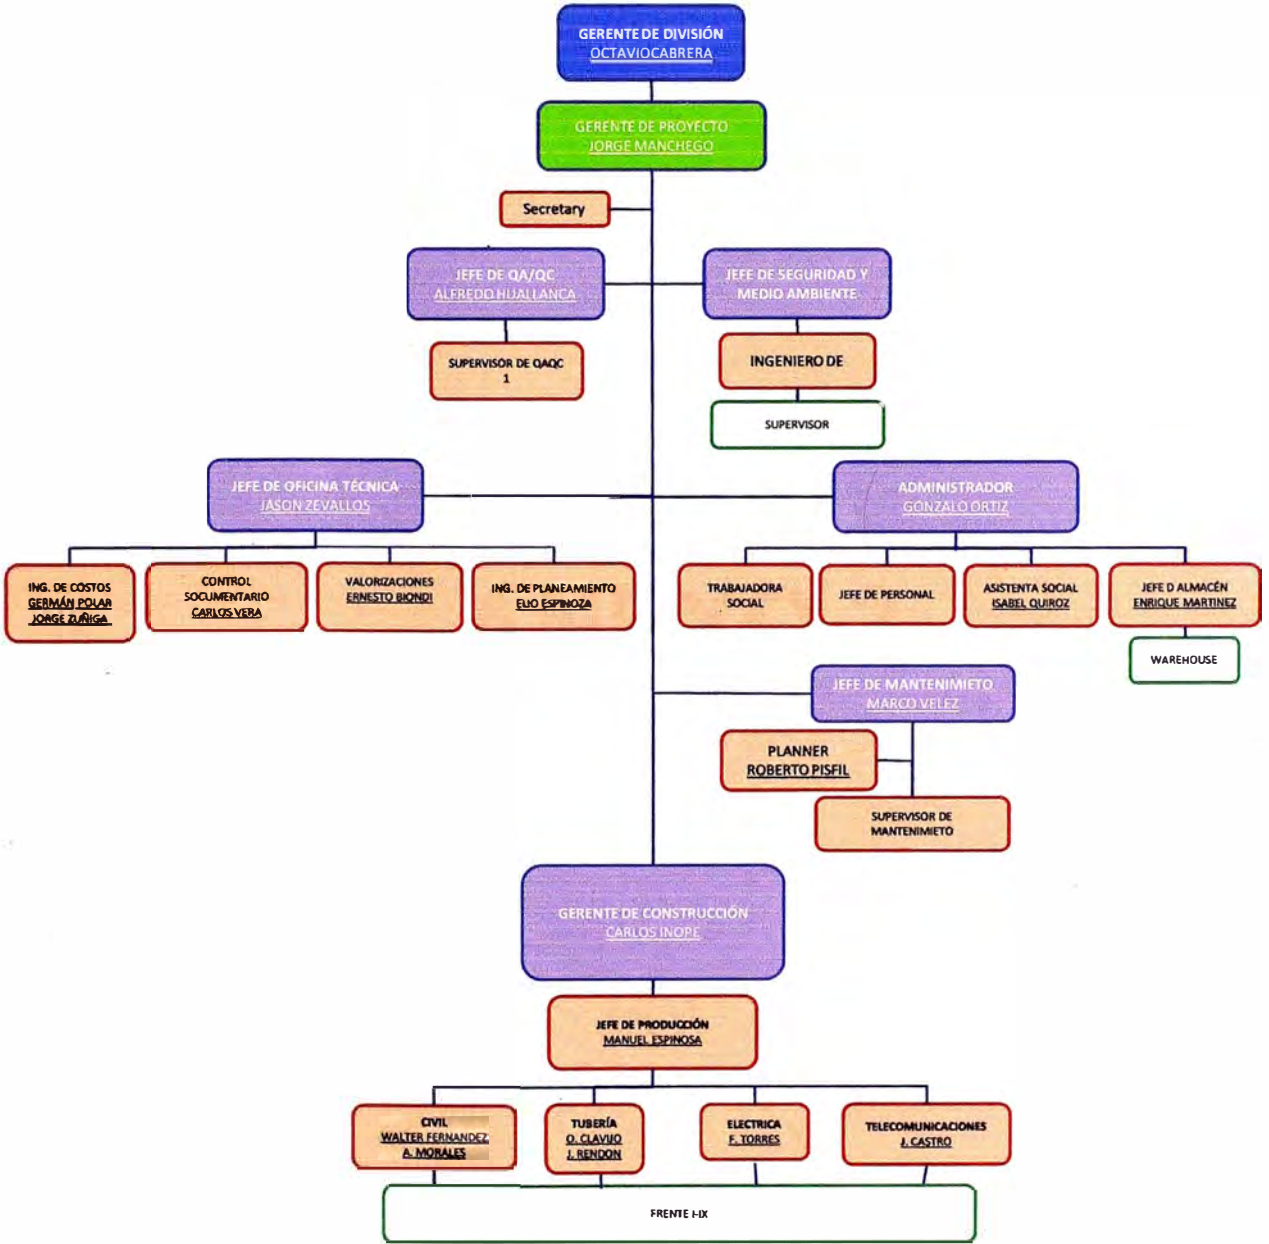 GERENTE DE DIVISIÓN
OCTAVIOCABRERA
GERENTE DE PROYECTO
JORGE MANCHEGO
Secretary
JEFE DE QA/QC
ALFREDO HUALLANCA
JEFE DE SEGURIDAD Y
MEDIO AMBIENTE
SUPERVISOR DE QAQC
1
INGENIERO DE
SUPERVISOR
JEFE DE OFICINA TÉCNICA
JASON ZEVALLOS
ADMINISTRADOR
GONZALO ORTIZ
ING. DE COSTOS
GERMÁN POLAR
JORGE ZUÑIGA
CONTROL
SOCUMENTARIO
CARLOS VERA
VALORIZACIONES
ERNESTO BIONDI
ING. DE PLANEAMIENTO
ELIO ESPINOZA
TRABAJADORA
SOCIAL
JEFE DE PERSONAL
ASISTENTA SOCIAL
ISABEL QUIROZ
JEFE D ALMACÉN
ENRIQUE MARTINEZ
WAREHOUSE
JEFE DE MANTENIMIETO
MARCO VELEZ
PLANNER
ROBERTO PISFIL
SUPERVISOR DE
MANTENIMIETO
GERENTE DE CONSTRUCCIÓN
CARLOS INOPE
JEFE DE PRODUCCIÓN
MANUEL ESPINOSA
CIVIL
WALTER FERNANDEZ
A. MORALES
TUBERÍA
O. CLAVIJO
J. RENDON
ELECTRICA
F. TORRES
TELECOMUNICACIONES
J. CASTRO
FRENTE I-IX